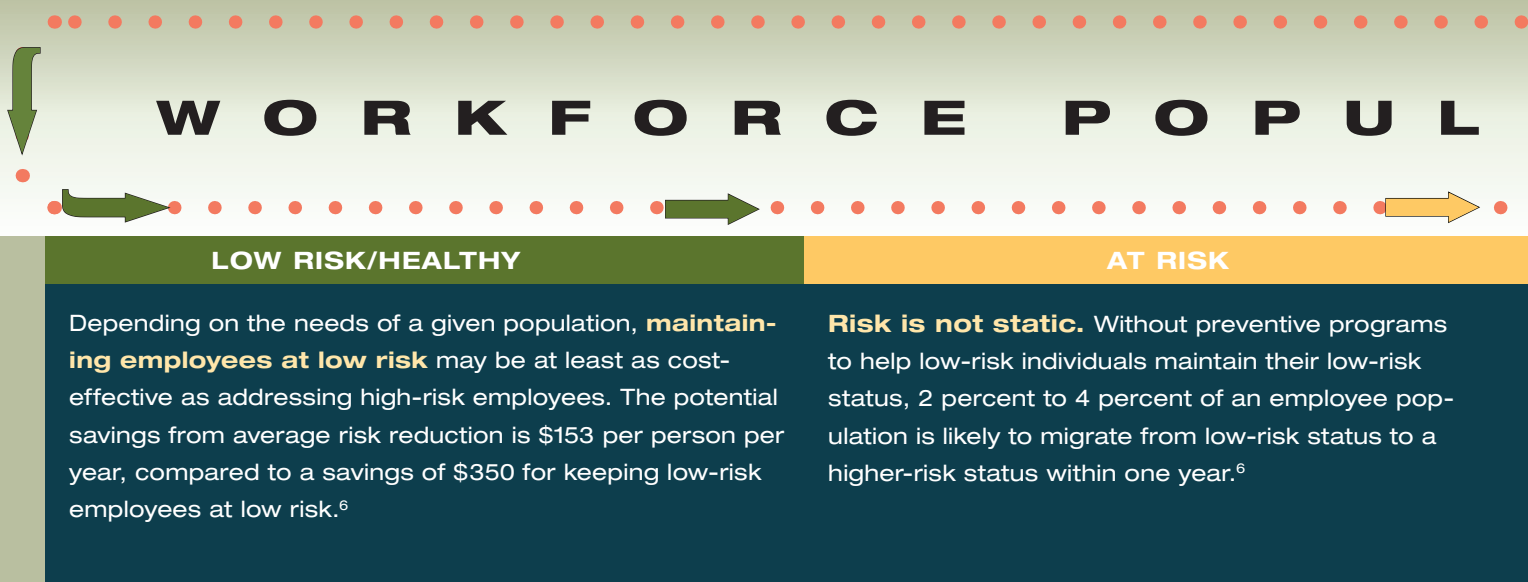 WORKFORCE POPUL
LOW RISK/HEALTHY
Depending on the needs of a given population, maintain-
ing employees at low risk may be at least as cost-
effective as addressing high-risk employees. The potential
savings from average risk reduction is $153 per person per
year, compared to a savings of $350 for keeping low-risk
employees at low risk.⁶
AT RISK
Risk is not static. Without preventive programs
to help low-risk individuals maintain their low-risk
status, 2 percent to 4 percent of an employee pop-
ulation is likely to migrate from low-risk status to a
higher-risk status within one year.⁶